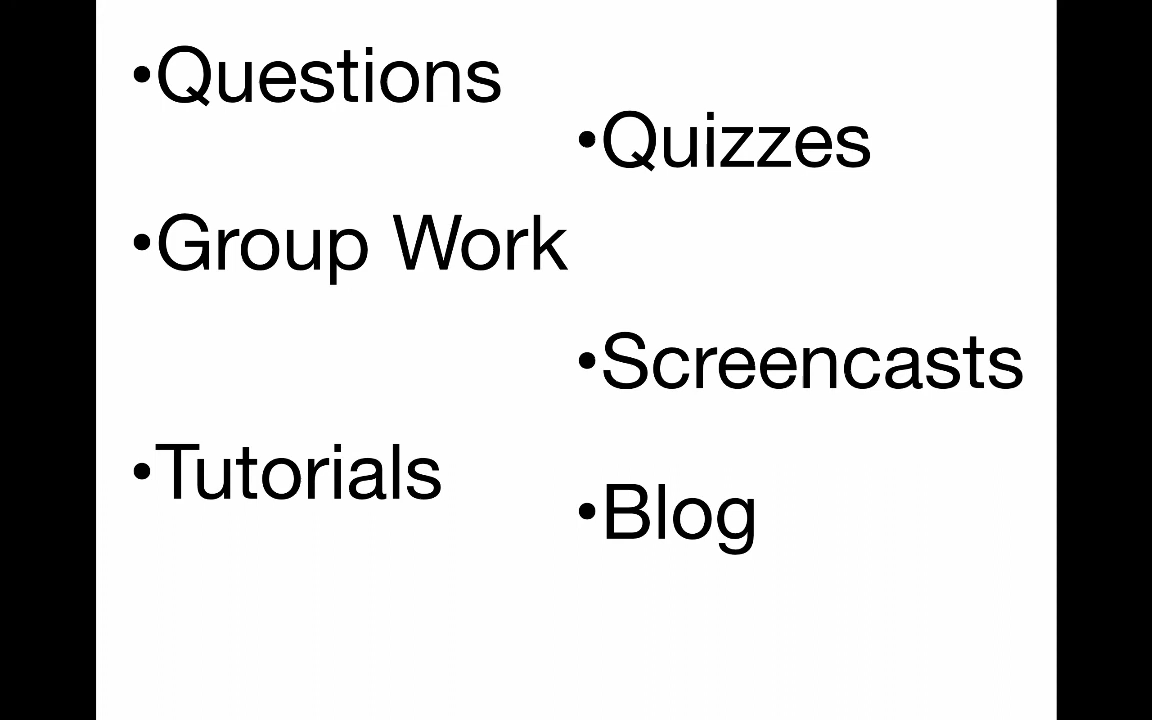 •Questions
•Quizzes
•Group Work
•Screencasts
•Tutorials
•Blog